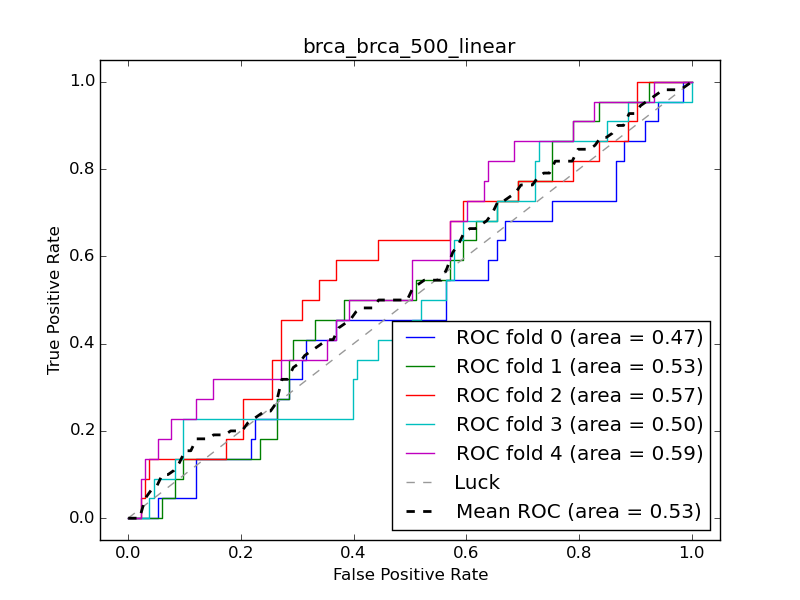 brca_brca_500_linear
True Positive Rate
1.0
0.8
0.6
0.4
0.2
0.0
ROC fold 0 (area = 0.47)
ROC fold 1 (area = 0.53)
ROC fold 2 (area = 0.57)
ROC fold 3 (area = 0.50)
ROC fold 4 (area = 0.59)
Luck
Mean ROC (area = 0.53)
0.0 0.2 0.4 0.6 0.8 1.0
False Positive Rate